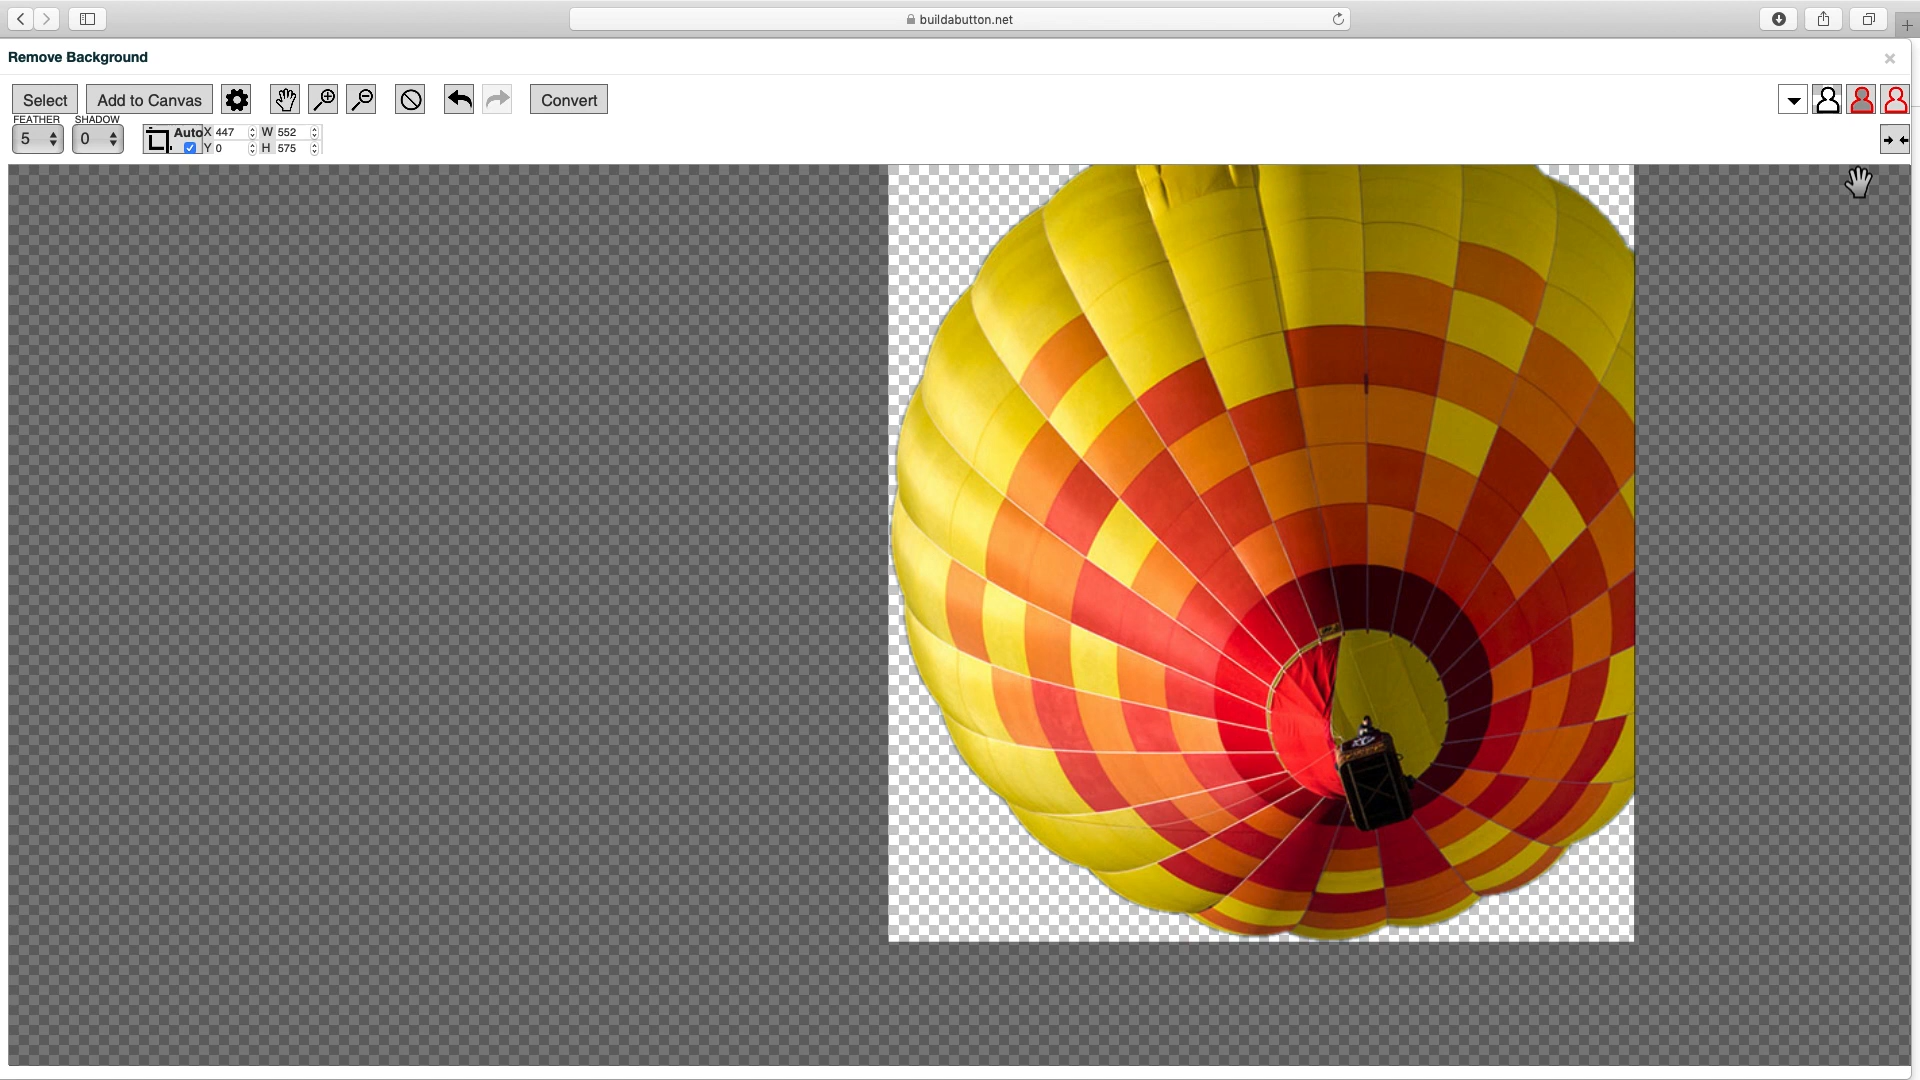 buildabutton.net
Remove Background
Select
Add to Canvas
Convert
FEATHER
SHADOW
5
0
Auto
X 447
W 552
Y 0
H 575